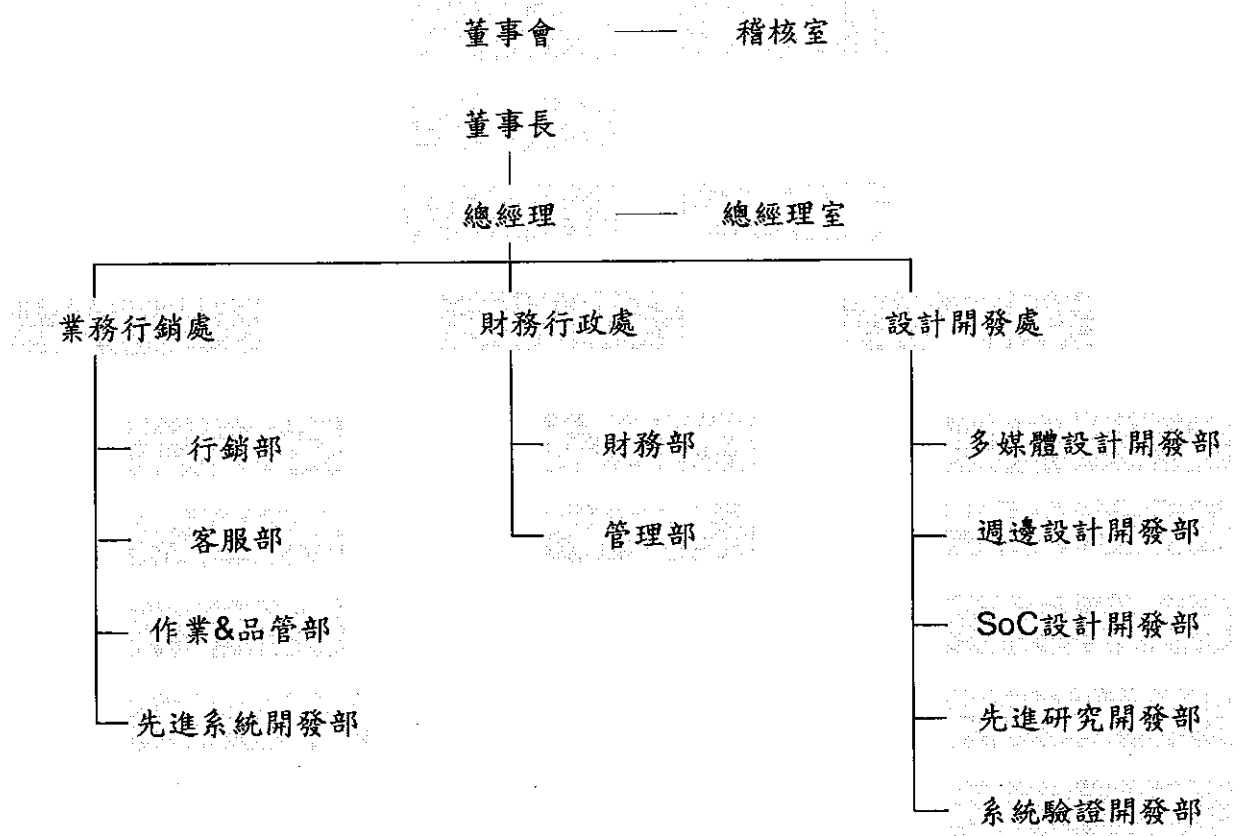 董事會 稽核室
董事長
總經理 總經理室
業務行銷處 財務行政處 設計開發處
行銷部 財務部 多媒體設計開發部
客服部 管理部 週邊設計開發部
作業&品管部 SoC設計開發部
先進系統開發部 先進研究開發部
系統驗證開發部